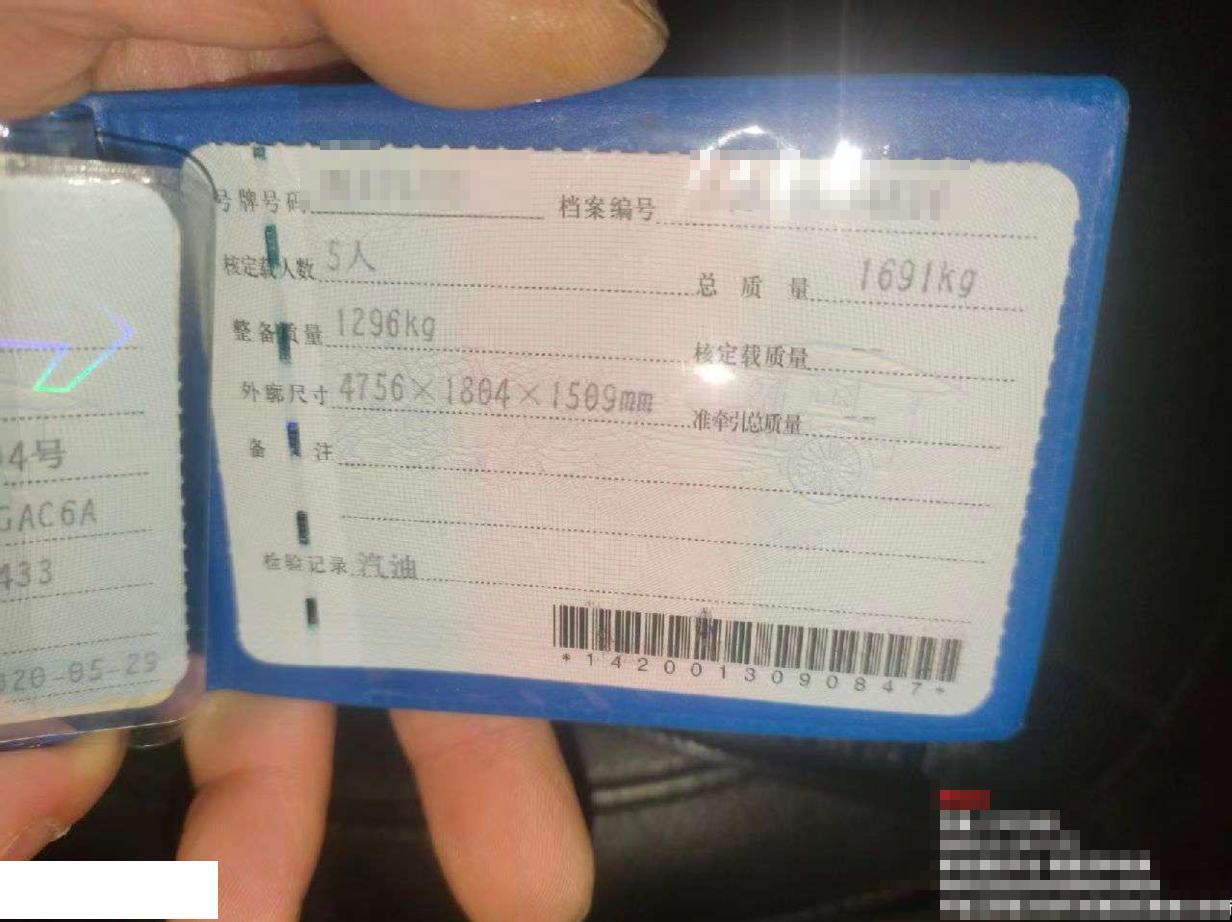 号牌号码
档案编号
核定载人数 5人
总质量 1691kg
整备质量 1296kg
核定载质量 --
外廓尺寸 4756×1804×1509mm
准牵引总质量 --
备注
检验记录 汽油
*1420013090847*
04号
GAC6A
433
020-05-29